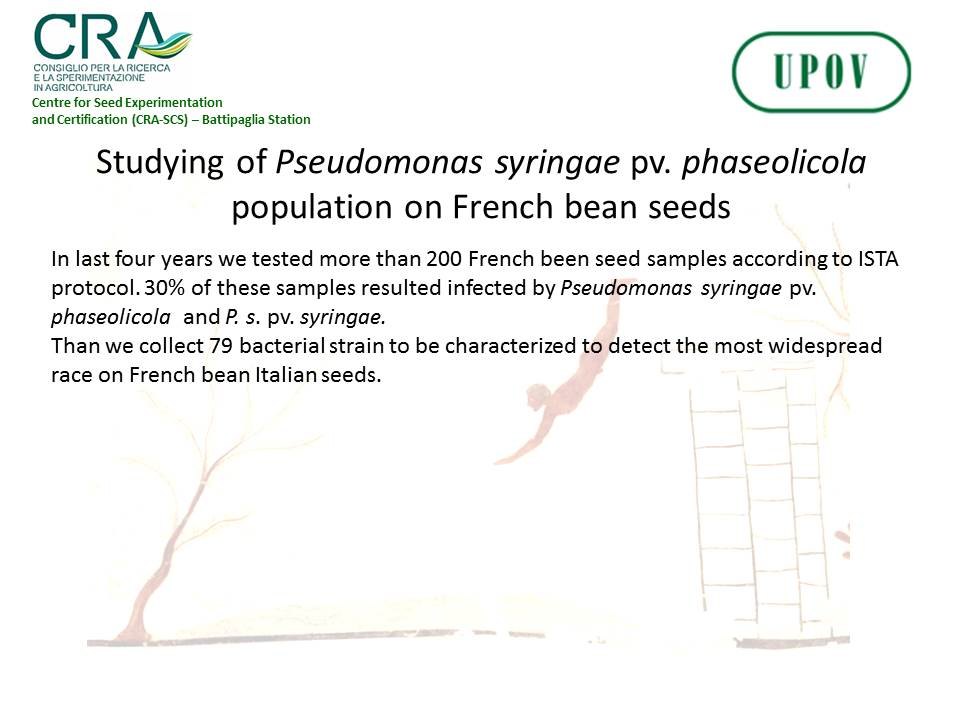 CRA
CONSIGLIO PER LA RICERCA
E LA SPERIMENTAZIONE
IN AGRICOLTURA
Centre for Seed Experimentation
and Certification (CRA-SCS) – Battipaglia Station
UPOV
Studying of Pseudomonas syringae pv. phaseolicola
population on French bean seeds
In last four years we tested more than 200 French been seed samples according to ISTA
protocol. 30% of these samples resulted infected by Pseudomonas syringae pv.
phaseolicola and P. s. pv. syringae.
Than we collect 79 bacterial strain to be characterized to detect the most widespread
race on French bean Italian seeds.